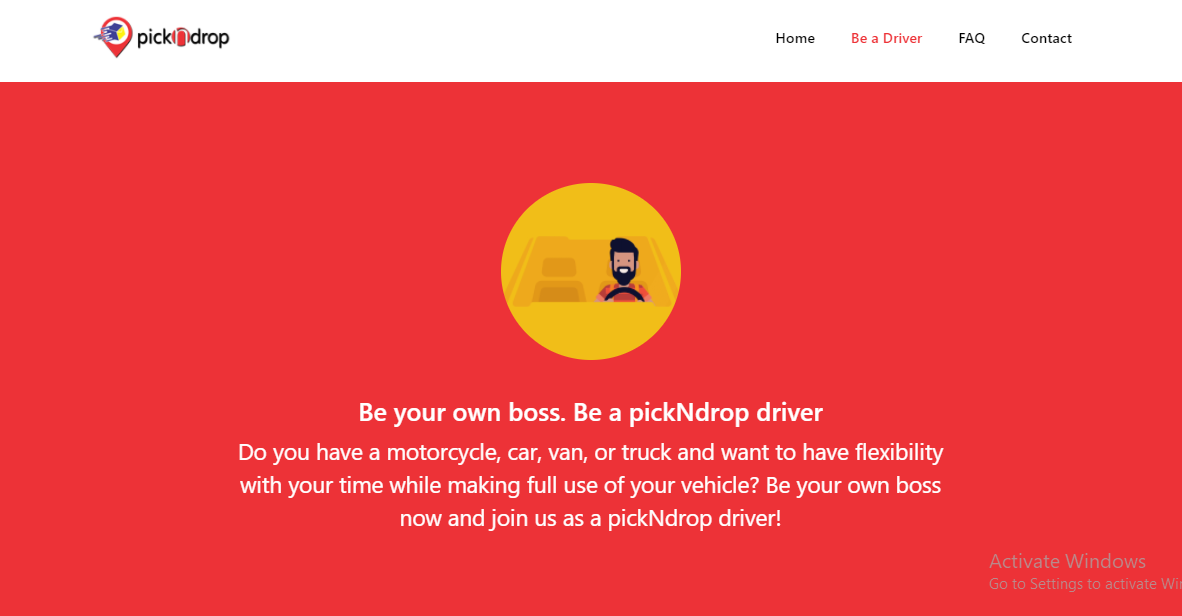 pickNdrop
Home
Be a Driver
FAQ
Contact
Be your own boss. Be a pickNdrop driver
Do you have a motorcycle, car, van, or truck and want to have flexibility
with your time while making full use of your vehicle? Be your own boss
now and join us as a pickNdrop driver!
Activate Windows
Go to Settings to activate Wi